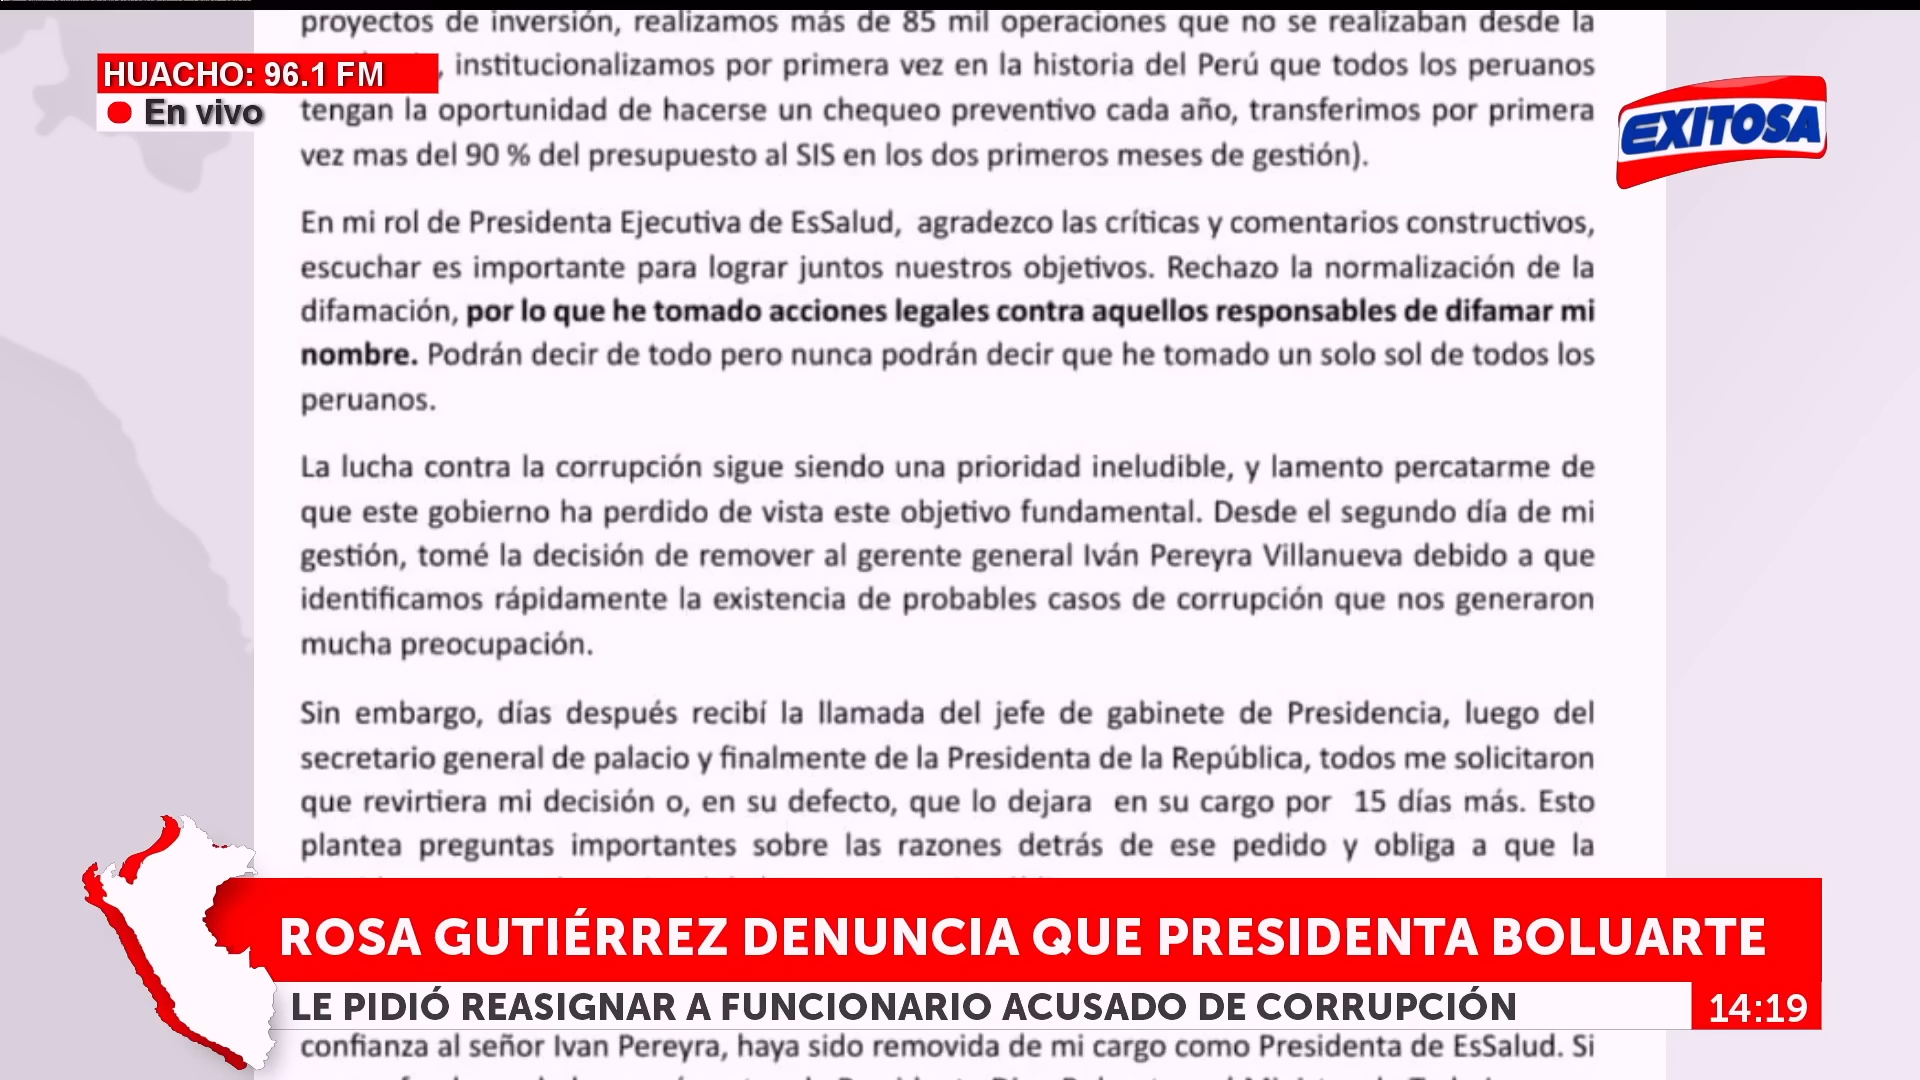 proyectos de inversión, realizamos más de 85 mil operaciones que no se realizaban desde la
HUACHO: 96.1 FM
, institucionalizamos por primera vez en la historia del Perú que todos los peruanos
En vivo
tengan la oportunidad de hacerse un chequeo preventivo cada año, transferimos por primera
EXITOSA
vez mas del 90 % del presupuesto al SIS en los dos primeros meses de gestión).
En mi rol de Presidenta Ejecutiva de EsSalud, agradezco las críticas y comentarios constructivos,
escuchar es importante para lograr juntos nuestros objetivos. Rechazo la normalización de la
difamación, por lo que he tomado acciones legales contra aquellos responsables de difamar mi
nombre. Podrán decir de todo pero nunca podrán decir que he tomado un solo sol de todos los
peruanos.
La lucha contra la corrupción sigue siendo una prioridad ineludible, y lamento percatarme de
que este gobierno ha perdido de vista este objetivo fundamental. Desde el segundo día de mi
gestión, tomé la decisión de remover al gerente general Iván Pereyra Villanueva debido a que
identificamos rápidamente la existencia de probables casos de corrupción que nos generaron
mucha preocupación.
Sin embargo, días después recibí la llamada del jefe de gabinete de Presidencia, luego del
secretario general de palacio y finalmente de la Presidenta de la República, todos me solicitaron
que revirtiera mi decisión o, en su defecto, que lo dejara en su cargo por 15 días más. Esto
plantea preguntas importantes sobre las razones detrás de ese pedido y obliga a que la
ROSA GUTIÉRREZ DENUNCIA QUE PRESIDENTA BOLUARTE
LE PIDIÓ REASIGNAR A FUNCIONARIO ACUSADO DE CORRUPCIÓN
14:19
confianza al señor Ivan Pereyra, haya sido removida de mi cargo como Presidenta de EsSalud. Si